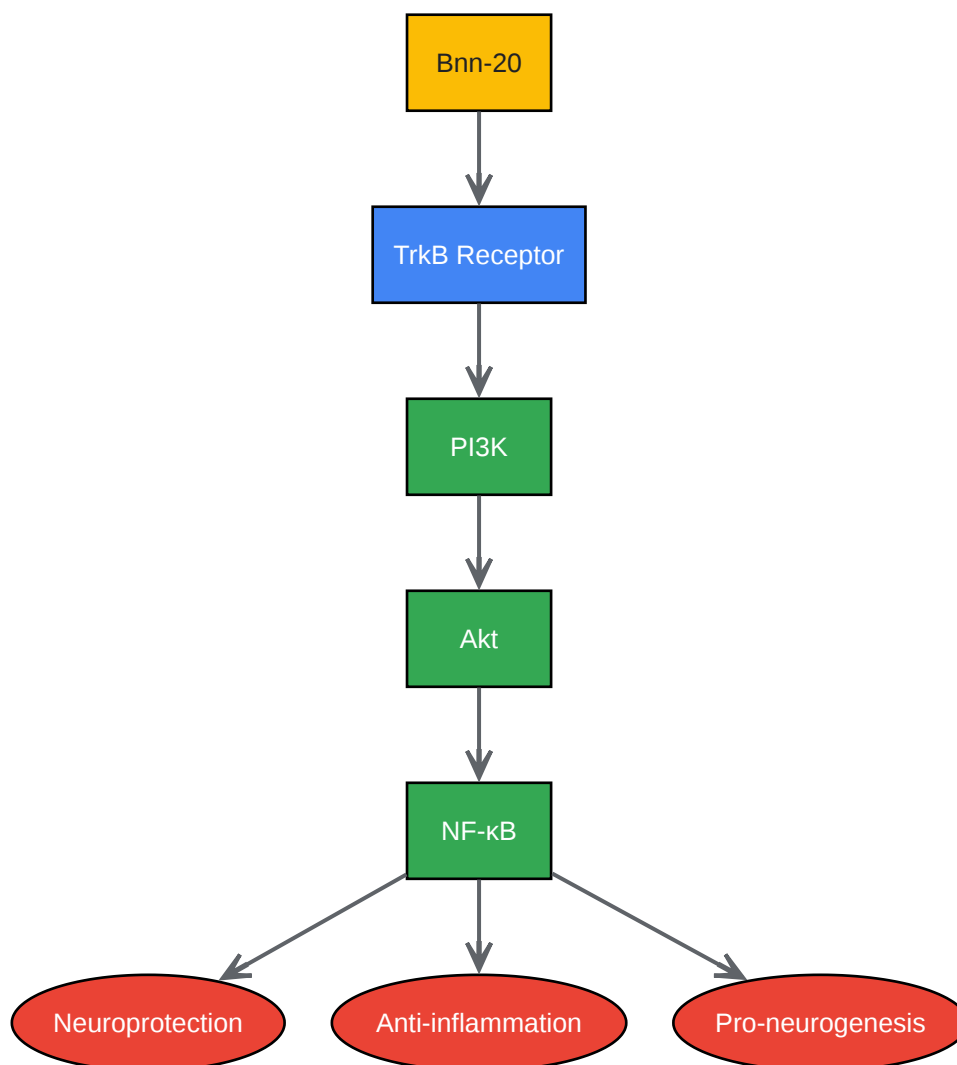 Bnn-20
TrkB Receptor
PI3K
Akt
NF-κB
Neuroprotection
Anti-inflammation
Pro-neurogenesis